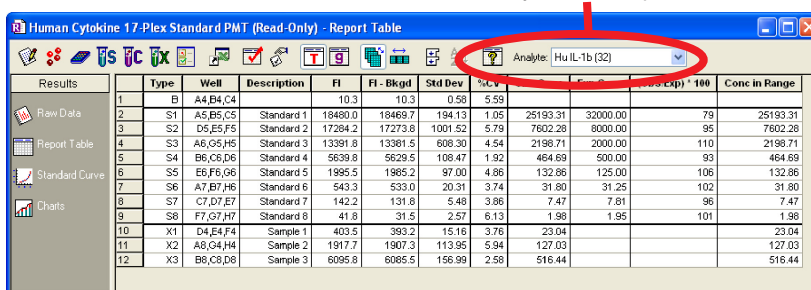 Human Cytokine 17-Plex Standard PMT (Read-Only) - Report Table
Analyte: Hu IL-1b (32)
Results
Raw Data
Report Table
Standard Curve
Charts
Type Well Description FI FI - Bkgd Std Dev %CV * 100 Conc in Range
1 B A4,B4,C4 10.3 10.3 0.58 5.59
2 S1 A5,B5,C5 Standard 1 18480.0 18469.7 194.13 1.05 25193.31 32000.00 79 25193.31
3 S2 D5,E5,F5 Standard 2 17284.2 17273.8 1001.52 5.79 7602.28 8000.00 95 7602.28
4 S3 A6,G5,H5 Standard 3 13391.8 13381.5 608.30 4.54 2198.71 2000.00 110 2198.71
5 S4 B6,C6,D6 Standard 4 5639.8 5629.5 108.47 1.92 464.69 500.00 93 464.69
6 S5 E6,F6,G6 Standard 5 1995.5 1985.2 97.00 4.86 132.86 125.00 106 132.86
7 S6 A7,B7,H6 Standard 6 543.3 533.0 20.31 3.74 31.80 31.25 102 31.80
8 S7 C7,D7,E7 Standard 7 142.2 131.8 5.48 3.86 7.47 7.81 96 7.47
9 S8 F7,G7,H7 Standard 8 41.8 31.5 2.57 6.13 1.98 1.95 101 1.98
10 X1 D4,E4,F4 Sample 1 403.5 393.2 15.16 3.76 23.04 23.04
11 X2 A8,G4,H4 Sample 2 1917.7 1907.3 113.95 5.94 127.03 127.03
12 X3 B8,C8,D8 Sample 3 6095.8 6085.5 156.99 2.58 516.44 516.44